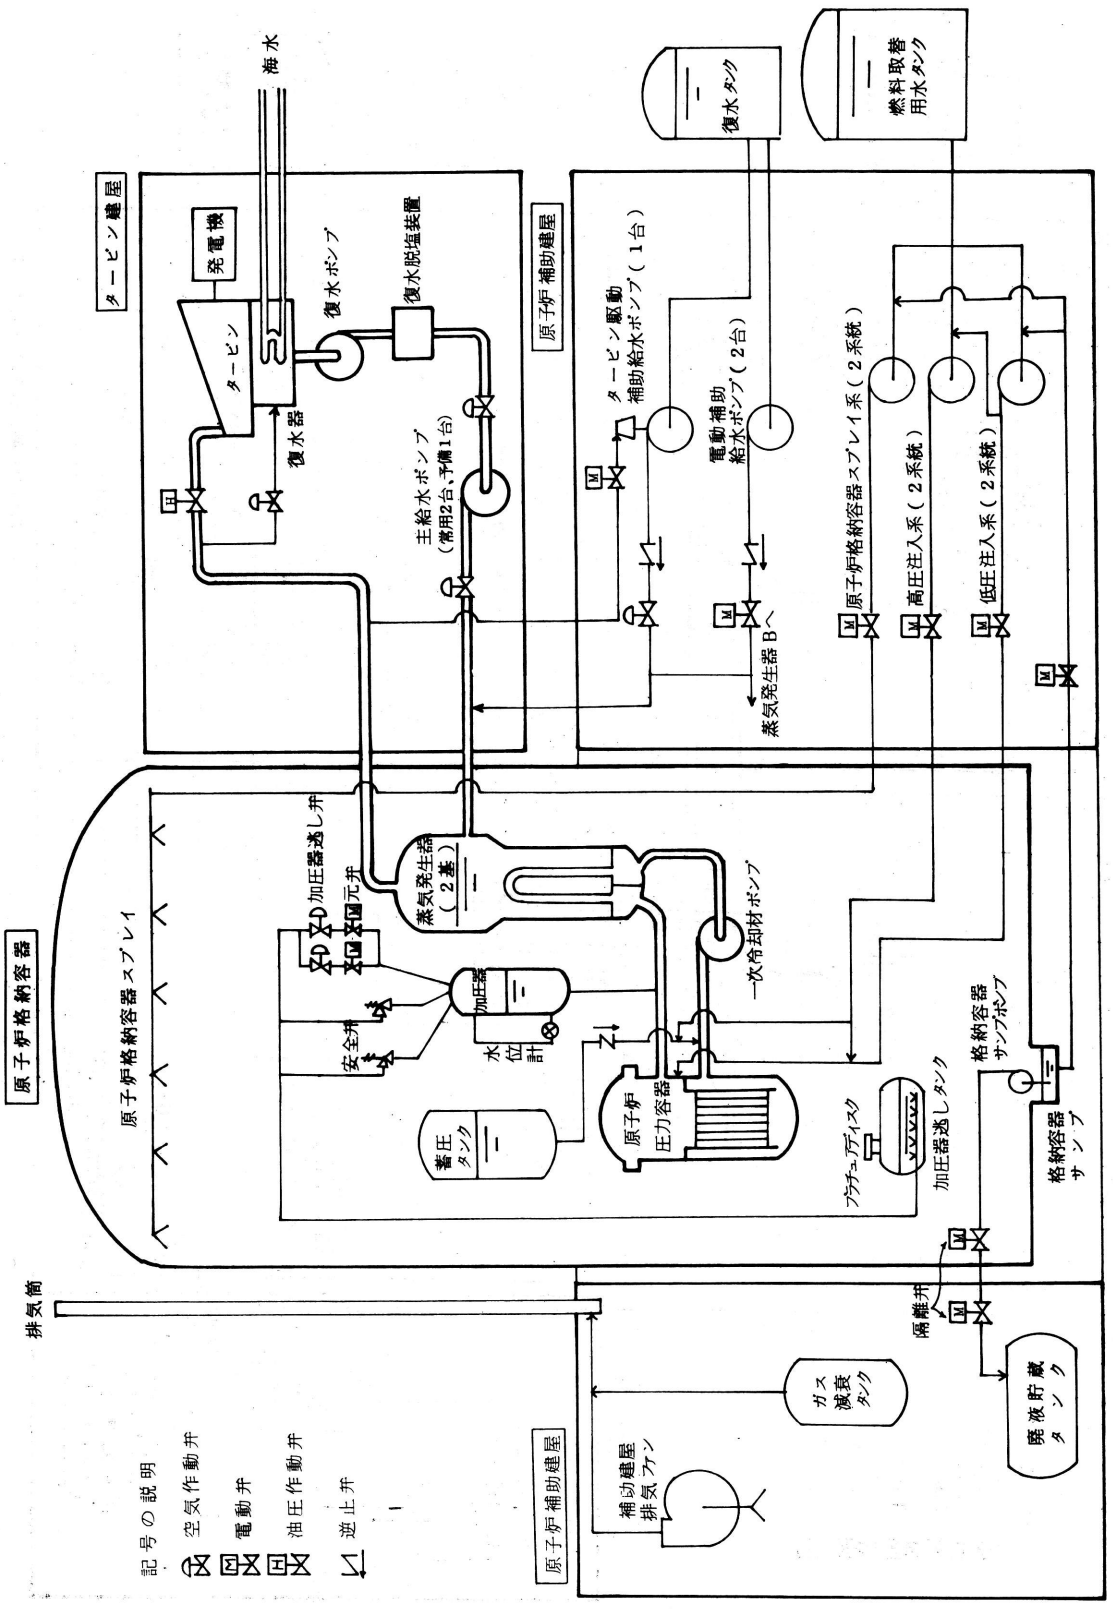 原子炉格納容器
原子炉格納容器スプレイ
加圧器逃し弁
元弁
安全弁
加圧器
水位計
蒸気発生器
(2基)
一次冷却材ポンプ
蓄圧
タンク
原子炉
圧力容器
ブラチュアディスク
加圧器逃しタンク
格納容器
サンプポンプ
格納容器
サンプ
タービン建屋
発電機
タービン
海水
復水器
復水ポンプ
復水脱塩装置
主給水ポンプ
(常用2台、予備1台)
H
原子炉補助建屋
タービン駆動
補助給水ポンプ(1台)
電動補助
給水ポンプ(2台)
蒸気発生器Bへ
復水タンク
燃料取替
用水タンク
原子炉格納容器スプレイ系(2系統)
高圧注入系(2系統)
低圧注入系(2系統)
M
M
M
M
M
M
M
M
排気筒
原子炉補助建屋
補助建屋
排気ファン
ガス
減衰
タンク
隔離弁
M
M
廃液貯蔵
タンク
記号の説明
空気作動弁
M 電動弁
H 油圧作動弁
逆止弁